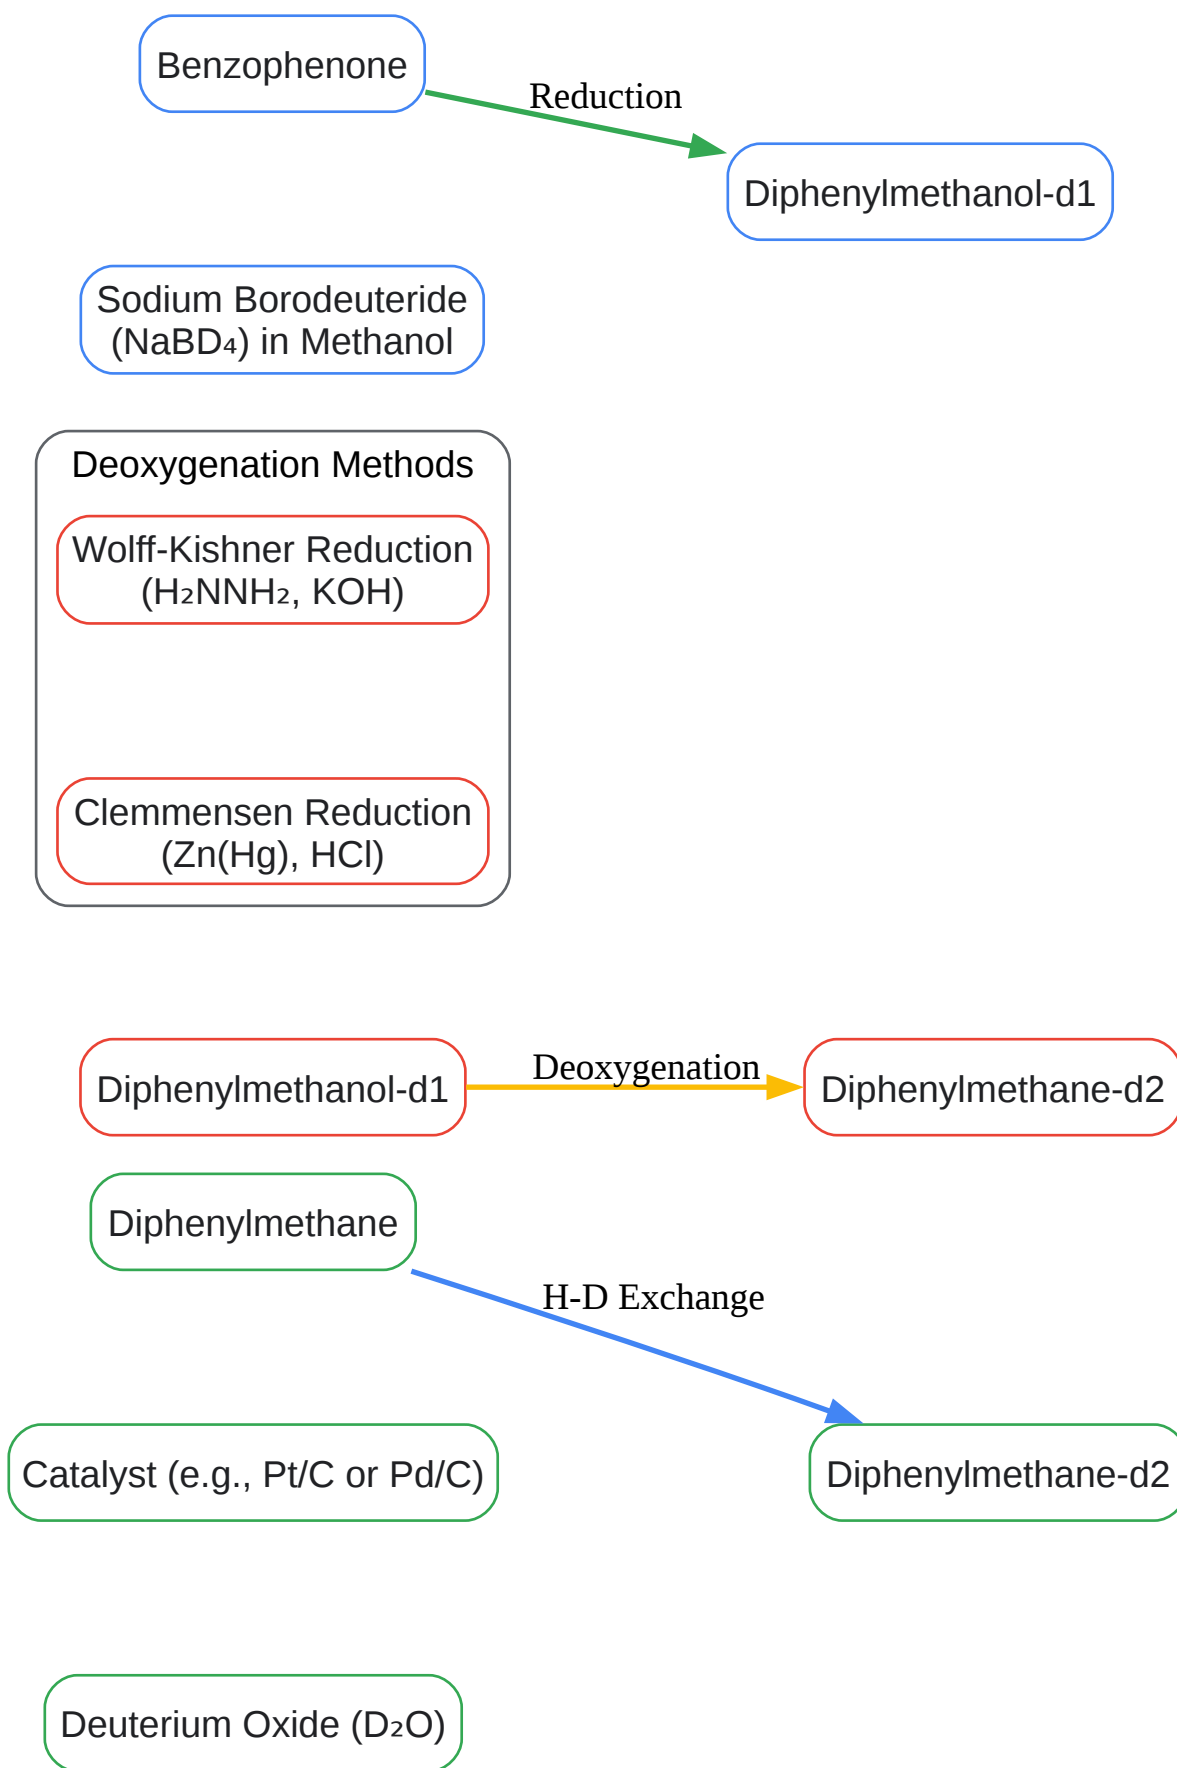 Benzophenone
Reduction
Diphenylmethanol-d1
Sodium Borodeuteride
(NaBD₄) in Methanol
Deoxygenation Methods
Wolff-Kishner Reduction
(H₂NNH₂, KOH)
Clemmensen Reduction
(Zn(Hg), HCl)
Diphenylmethanol-d1
Deoxygenation
Diphenylmethane-d2
Diphenylmethane
H-D Exchange
Catalyst (e.g., Pt/C or Pd/C)
Diphenylmethane-d2
Deuterium Oxide (D₂O)